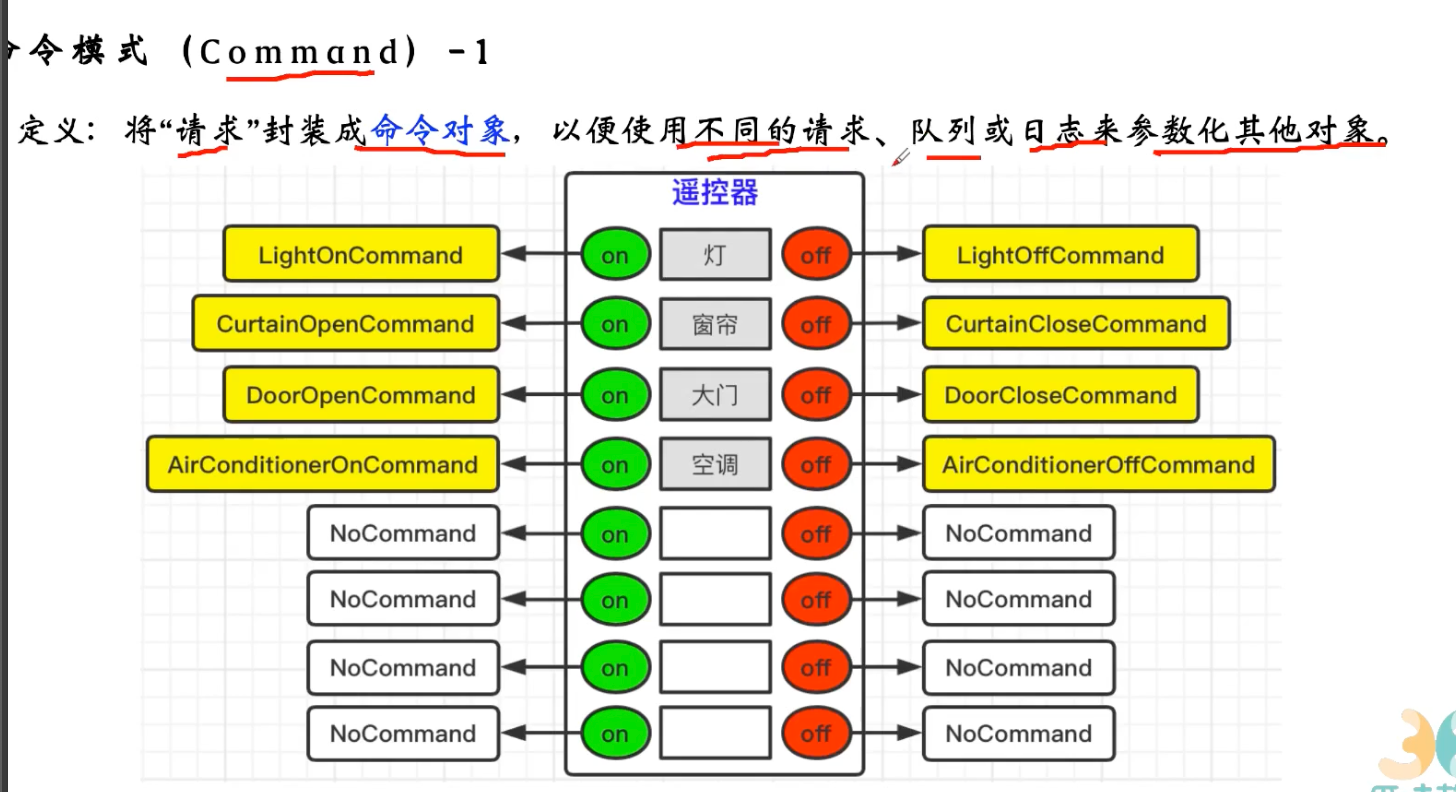 令模式 (Command) -1
定义: 将“请求”封装成命令对象, 以便使用不同的请求、队列或日志来参数化其他对象。
遥控器
LightOnCommand on 灯 off LightOffCommand
CurtainOpenCommand on 窗帘 off CurtainCloseCommand
DoorOpenCommand on 大门 off DoorCloseCommand
AirConditionerOnCommand on 空调 off AirConditionerOffCommand
NoCommand on off NoCommand
NoCommand on off NoCommand
NoCommand on off NoCommand
NoCommand on off NoCommand